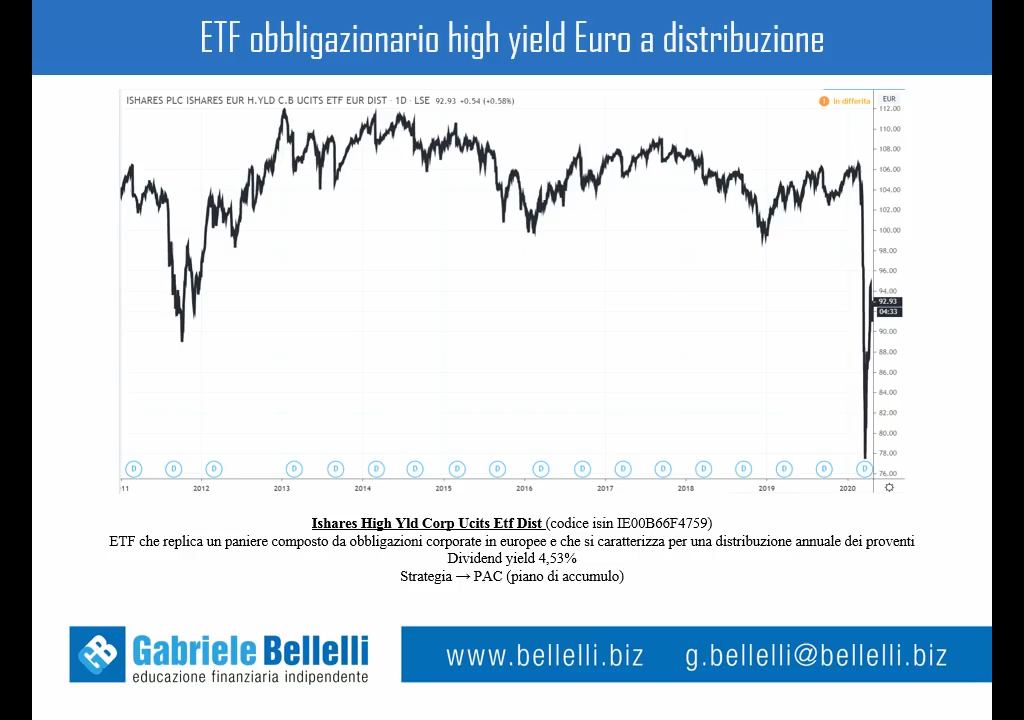 ETF obbligazionario high yield Euro a distribuzione
ISHARES PLC ISHARES EUR H.YLD C.B UCITS ETF EUR DIST · 1D · LSE 92.93 +0.54 (+0.58%)
! In differita
EUR
112.00
110.00
108.00
106.00
104.00
102.00
100.00
98.00
96.00
94.00
92.93
04:33
90.00
88.00
86.00
84.00
82.00
80.00
78.00
76.00
D D D D D D D D D D D D D D D D D D
11 2012 2013 2014 2015 2016 2017 2018 2019 2020
Ishares High Yld Corp Ucits Etf Dist (codice isin IE00B66F4759)
ETF che replica un paniere composto da obbligazioni corporate in europee e che si caratterizza per una distribuzione annuale dei proventi
Dividend yield 4,53%
Strategia → PAC (piano di accumulo)
Gabriele Bellelli
educazione finanziaria indipendente
www.bellelli.biz g.bellelli@bellelli.biz